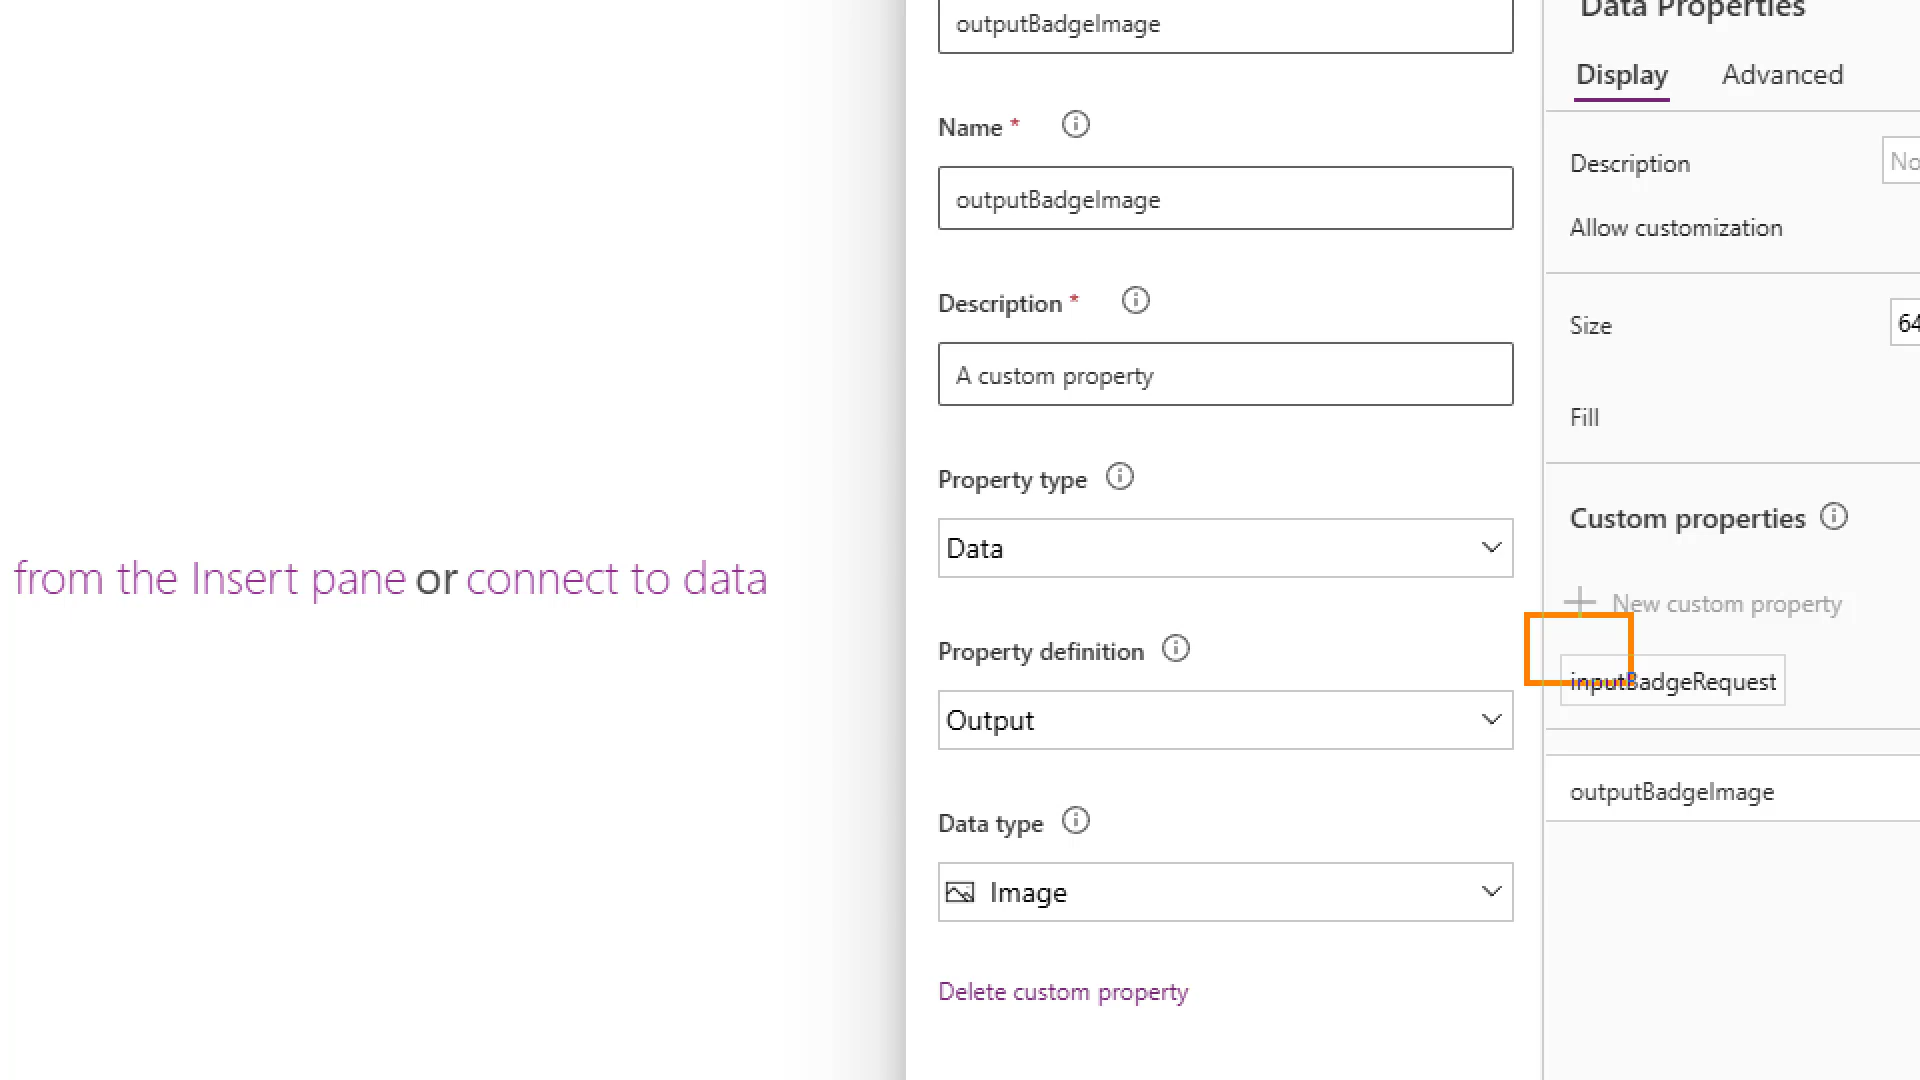 from the Insert pane or connect to data
outputBadgeImage
Name *
outputBadgeImage
Description *
A custom property
Property type
Data
Property definition
Output
Data type
Image
Delete custom property
Data Properties
Display Advanced
Description
No
Allow customization
Size
64
Fill
Custom properties
New custom property
inputBadgeRequest
outputBadgeImage